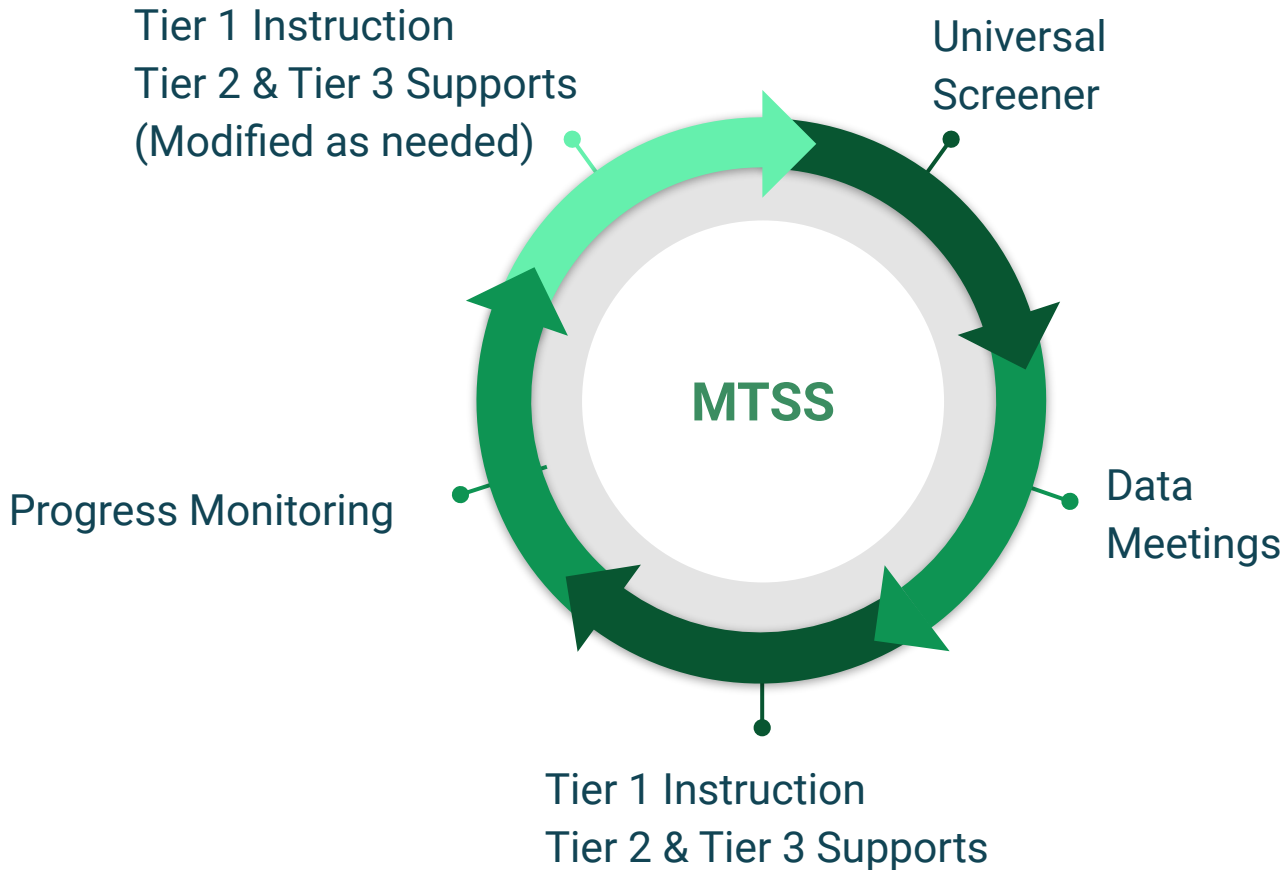 Tier 1 Instruction
Tier 2 & Tier 3 Supports
(Modified as needed)
Universal
Screener
MTSS
Data
Meetings
Progress Monitoring
Tier 1 Instruction
Tier 2 & Tier 3 Supports